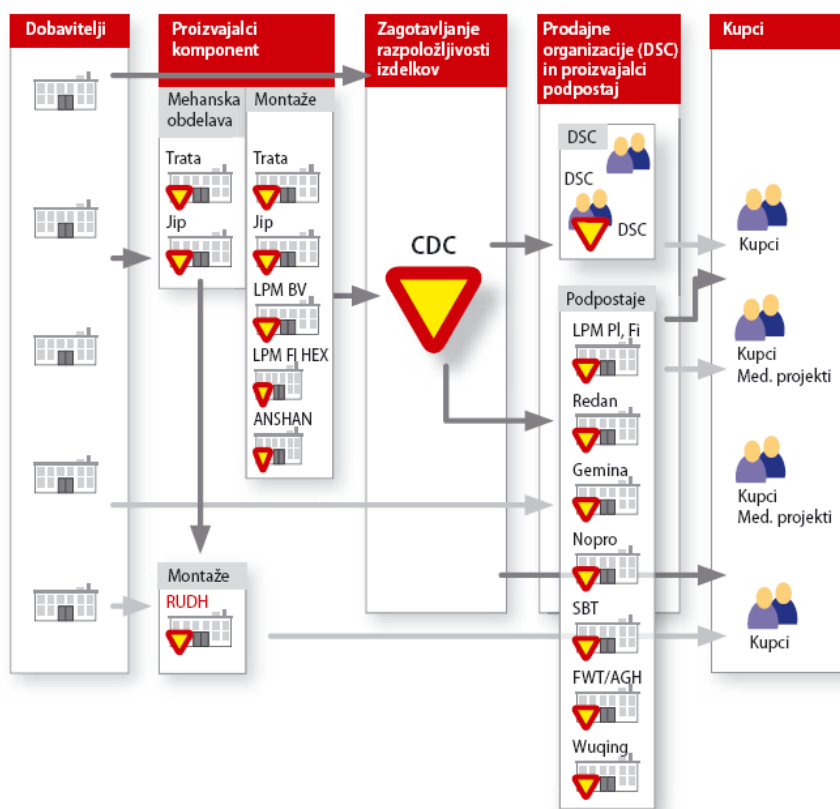 Dobavitelji
Proizvajalci
komponent
Zagotavljanje
razpoložljivosti
izdelkov
Prodajne
organizacije (DSC)
in proizvajalci
podpostaj
Kupci
Mehanska
obdelava
Trata
Jip
Montaže
Trata
Jip
LPM BV
LPM FI HEX
ANSHAN
Montaže
RUDH
CDC
DSC
DSC
DSC
Podpostaje
LPM Pl, Fi
Redan
Gemina
Nopro
SBT
FWT/AGH
Wuqing
Kupci
Kupci
Med. projekti
Kupci
Med. projekti
Kupci